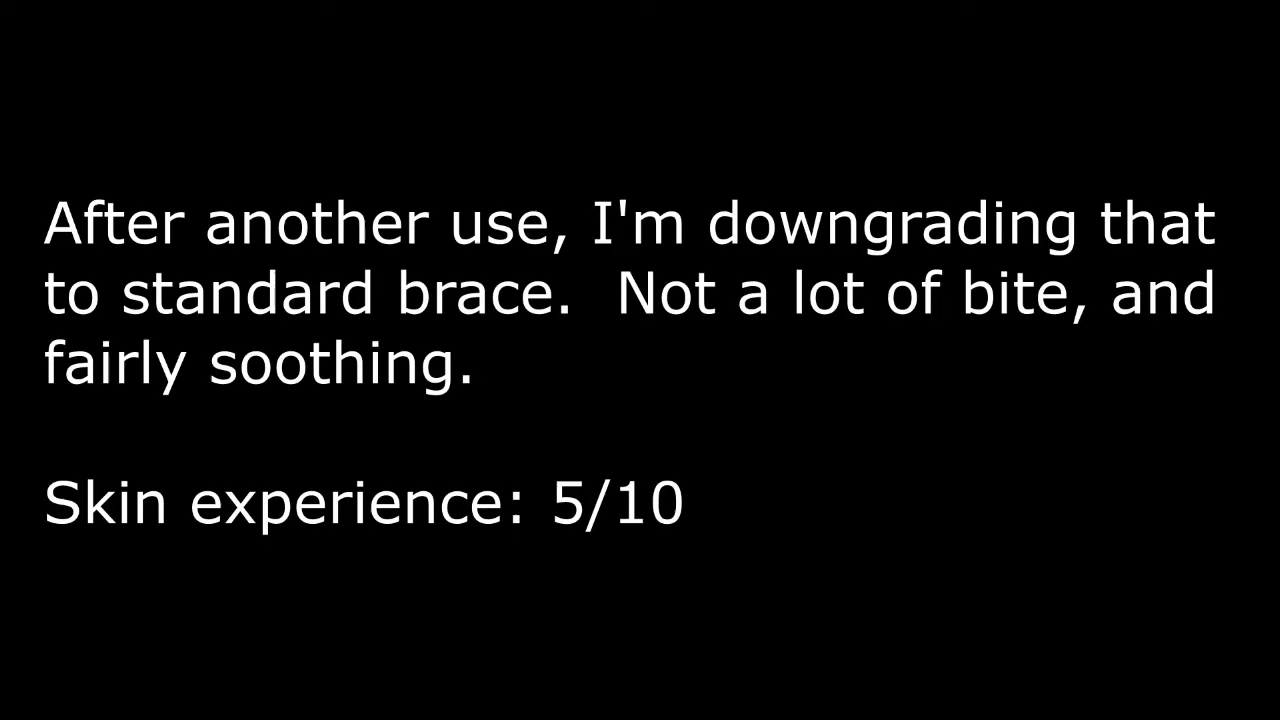 After another use, I'm downgrading that
to standard brace.  Not a lot of bite, and
fairly soothing.
Skin experience: 5/10